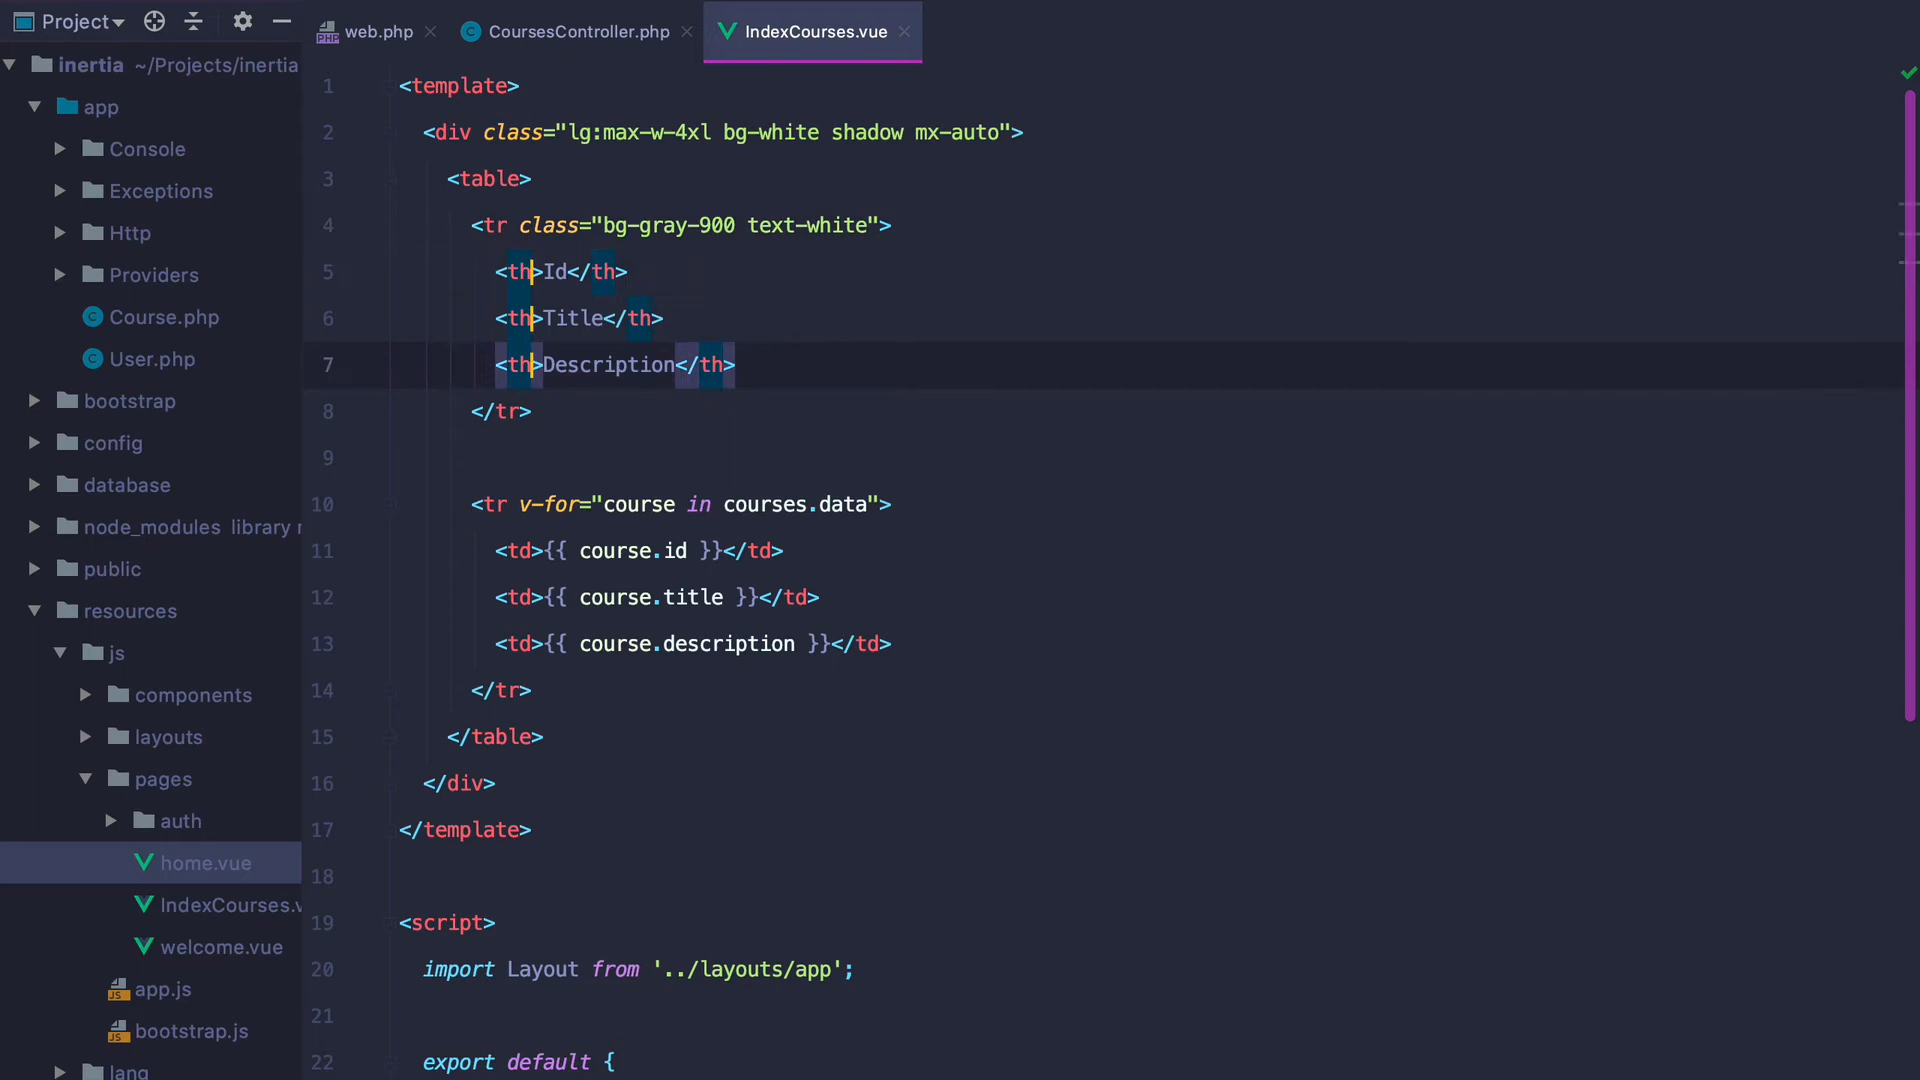 Project
inertia ~/Projects/inertia
app
Console
Exceptions
Http
Providers
Course.php
User.php
bootstrap
config
database
node_modules library r
public
resources
js
components
layouts
pages
auth
home.vue
IndexCourses.v
welcome.vue
app.js
bootstrap.js
lang
web.php CoursesController.php IndexCourses.vue
1 <template>
2 <div class="lg:max-w-4xl bg-white shadow mx-auto">
3 <table>
4 <tr class="bg-gray-900 text-white">
5 <th>Id</th>
6 <th>Title</th>
7 <th>Description</th>
8 </tr>
9
10 <tr v-for="course in courses.data">
11 <td>{{ course.id }}</td>
12 <td>{{ course.title }}</td>
13 <td>{{ course.description }}</td>
14 </tr>
15 </table>
16 </div>
17 </template>
18
19 <script>
20 import Layout from '../layouts/app';
21
22 export default {